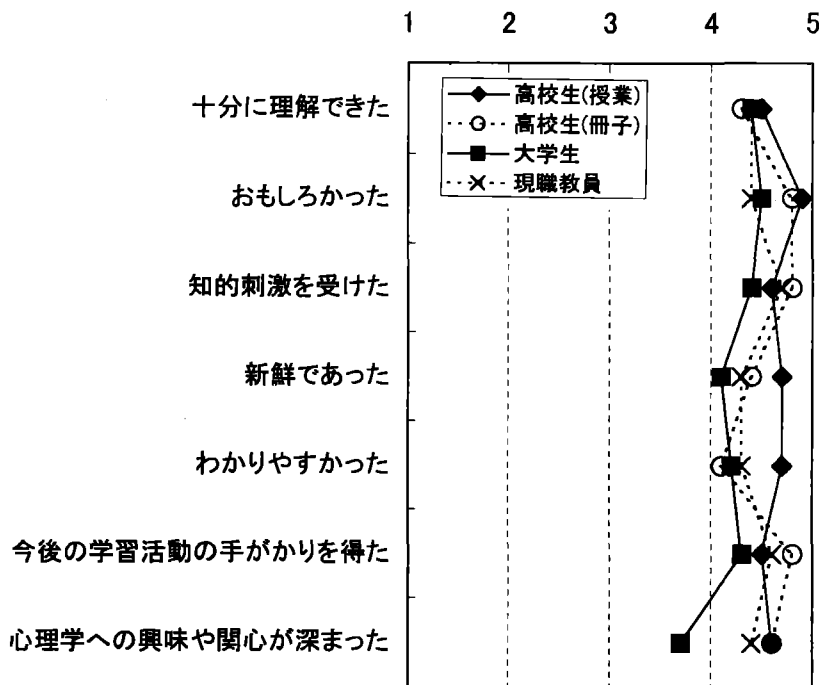 1 2 3 4 5
高校生(授業)
高校生(冊子)
大学生
現職教員
十分に理解できた
おもしろかった
知的刺激を受けた
新鮮であった
わかりやすかった
今後の学習活動の手がかりを得た
心理学への興味や関心が深まった